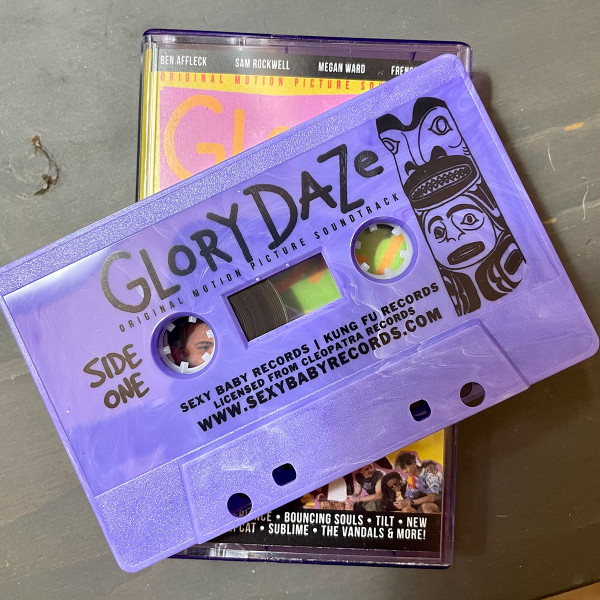 BEN AFFLECK SAM ROCKWELL MEGAN WARD
ORIGINAL MOTION PICTURE
GLORY DAZe
ORIGINAL MOTION PICTURE SOUNDTRACK
SIDE
ONE
SEXY BABY RECORDS | KUNG FU RECORDS
LICENSED FROM CLEOPATRA RECORDS
WWW.SEXYBABYRECORDS.COM
• BOUNCING SOULS • TILT • NEW
CAT • SUBLIME • THE VANDALS & MORE!